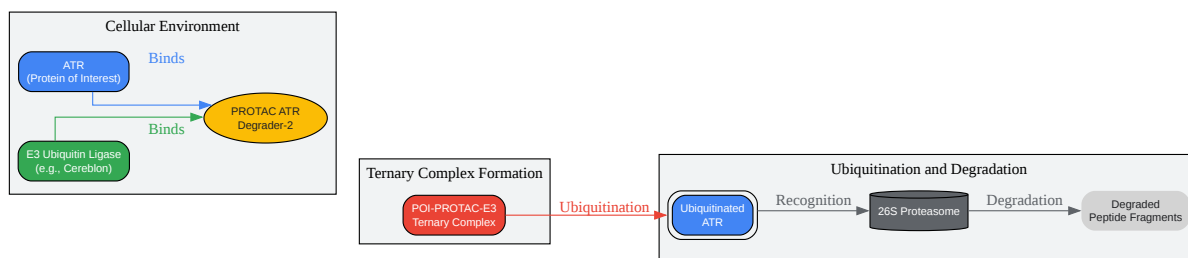 Cellular Environment
ATR
(Protein of Interest)
Binds
PROTAC ATR
Degrader-2
Binds
E3 Ubiquitin Ligase
(e.g., Cereblon)
Ternary Complex Formation
POI-PROTAC-E3
Ternary Complex
Ubiquitination
Ubiquitination and Degradation
Ubiquitinated
ATR
Recognition
26S Proteasome
Degradation
Degraded
Peptide Fragments